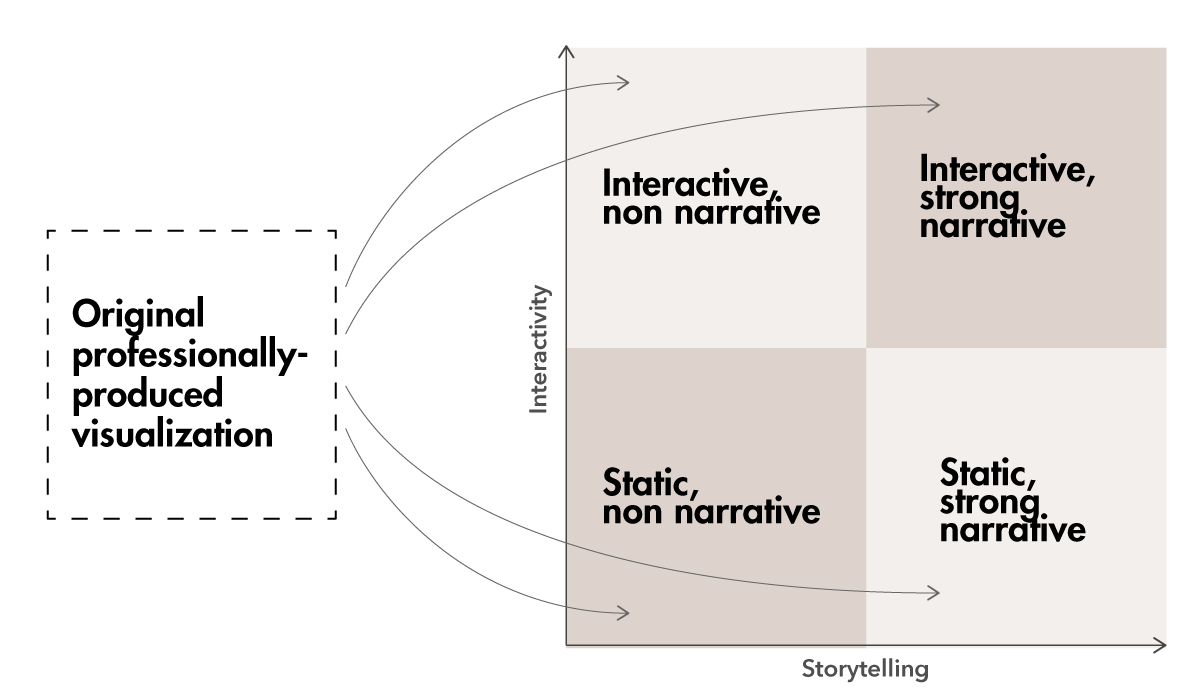 Original
professionally-
produced
visualization
Interactivity
Interactive,
non narrative
Interactive,
strong
narrative
Static,
non narrative
Static,
strong
narrative
Storytelling